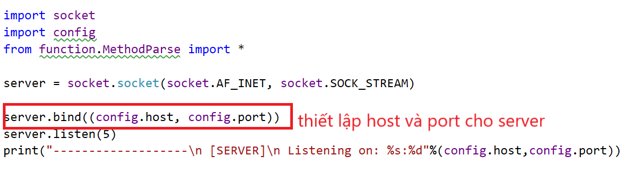 import socket
import config
from function.MethodParse import *
server = socket.socket(socket.AF_INET, socket.SOCK_STREAM)
server.bind((config.host, config.port)) thiết lập host và port cho server
server.listen(5)
print("-------------------\n [SERVER]\n Listening on: %s:%d"%(config.host,config.port))